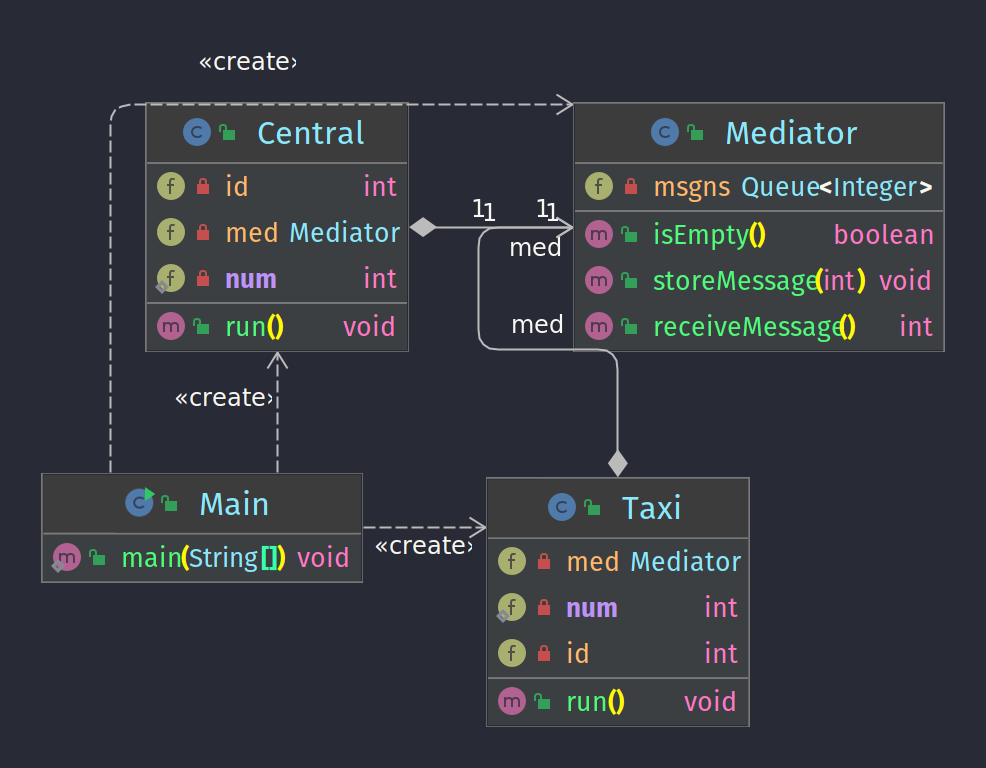 «create›
Central
id int
med Mediator
num int
run() void
Mediator
msgns Queue<Integer>
isEmpty() boolean
storeMessage(int) void
receiveMessage() int
1 1 1 1
med
med
«create›
Main
main(String[]) void
«create›
Taxi
med Mediator
num int
id int
run() void